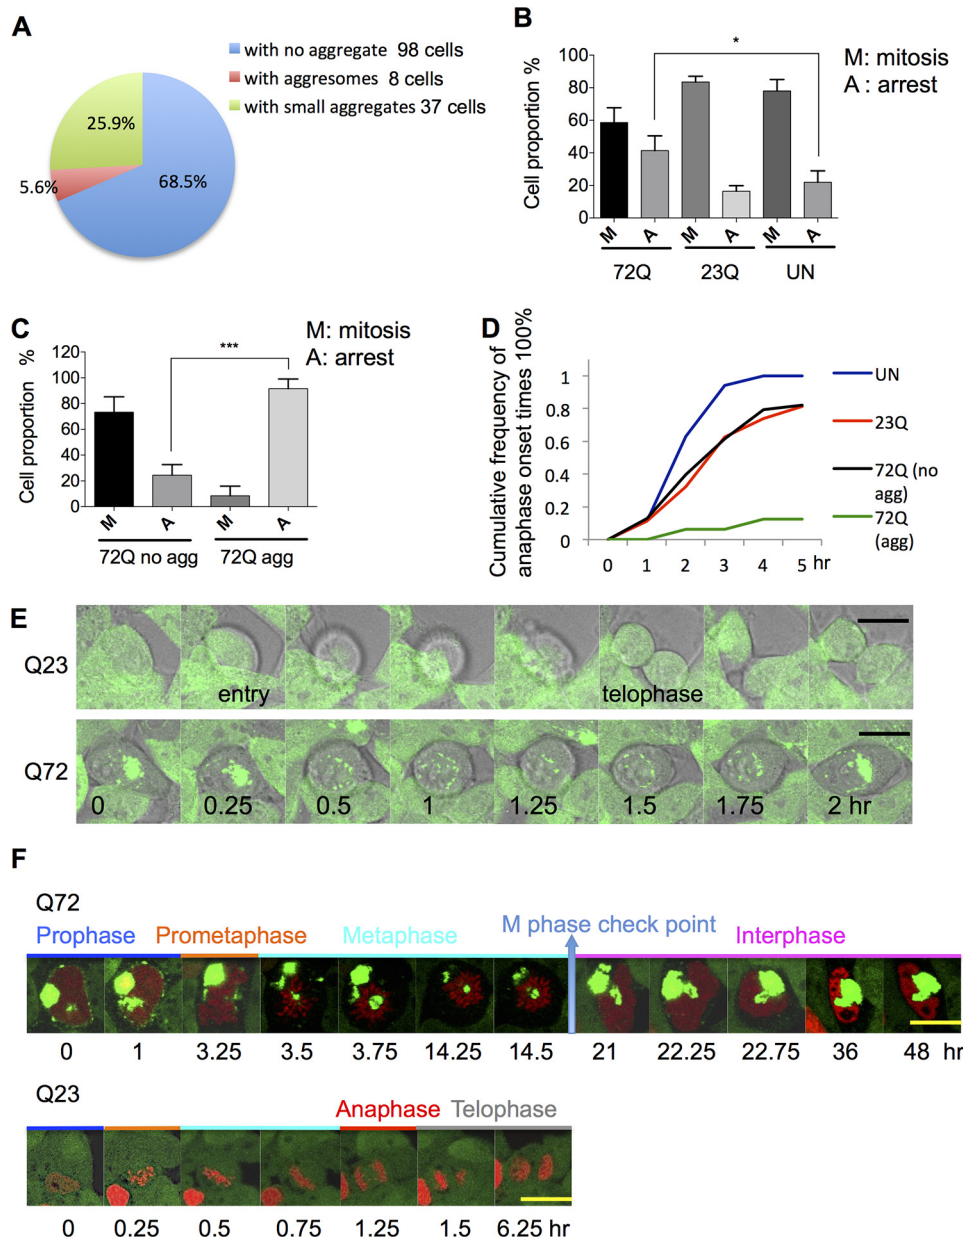 A
with no aggregate 98 cells
with aggresomes 8 cells
with small aggregates 37 cells
25.9%
5.6%
68.5%
B
M: mitosis
A : arrest
*
Cell proportion %
100
80
60
40
20
0
M A M A M A
72Q 23Q UN
C
M: mitosis
A: arrest
***
Cell proportion %
120
100
80
60
40
20
0
M A M A
72Q no agg 72Q agg
D
Cumulative frequency of
anaphase onset times 100%
1
0.8
0.6
0.4
0.2
0
0 1 2 3 4 5 hr
UN
23Q
72Q (no
agg)
72Q
(agg)
E
Q23
entry telophase
Q72
0 0.25 0.5 1 1.25 1.5 1.75 2 hr
F
Q72
Prophase Prometaphase Metaphase M phase check point Interphase
0 1 3.25 3.5 3.75 14.25 14.5 21 22.25 22.75 36 48 hr
Q23
Anaphase Telophase
0 0.25 0.5 0.75 1.25 1.5 6.25 hr